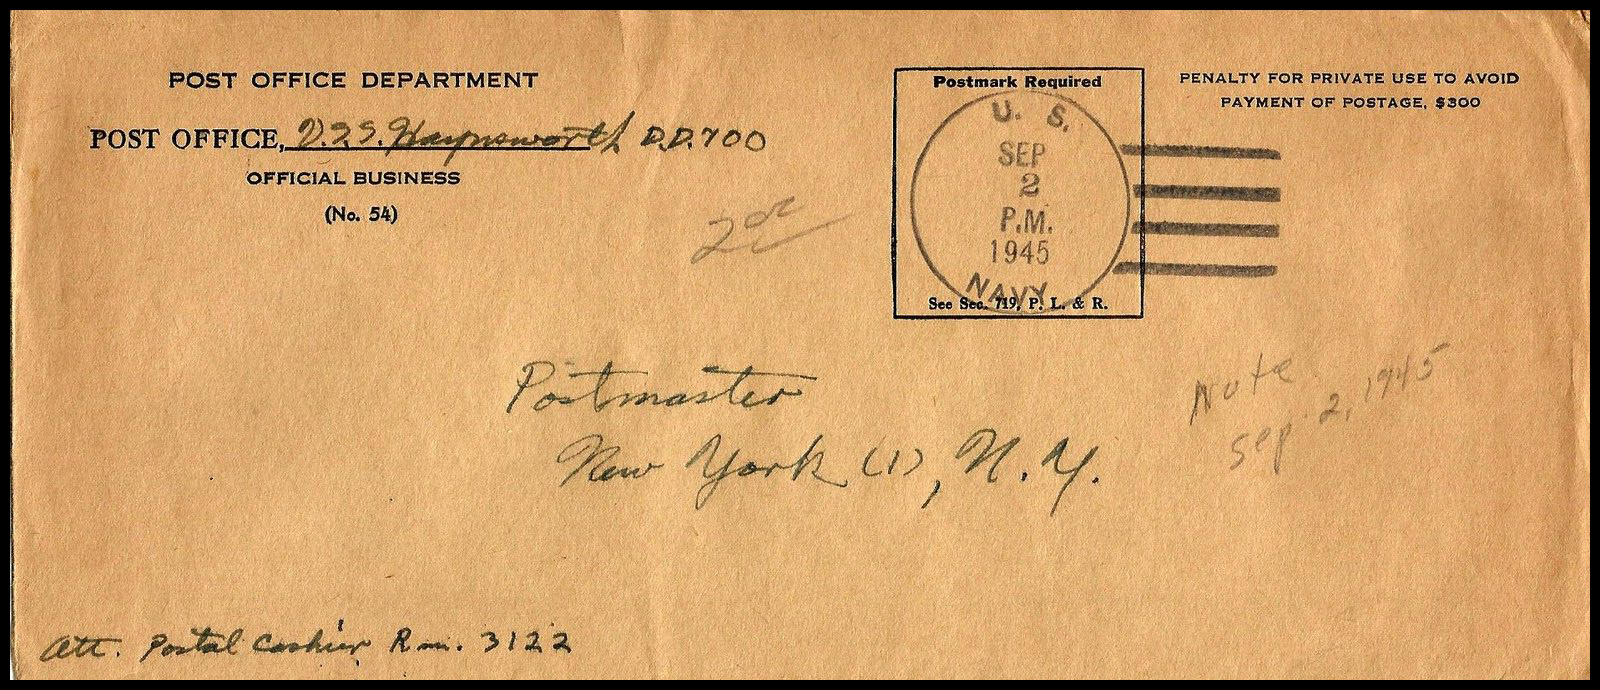 POST OFFICE DEPARTMENT
POST OFFICE, U.S.S. Haynsworth D.D.700
OFFICIAL BUSINESS
(No. 54)
Postmark Required
U. S.
SEP
2
P.M.
1945
NAVY
See Sec. 719, P. L. & R.
PENALTY FOR PRIVATE USE TO AVOID
PAYMENT OF POSTAGE, $300
Postmaster
New York (1), N.Y.
Note
Sep. 2, 1945
Att. Postal Cashier Rm. 3122